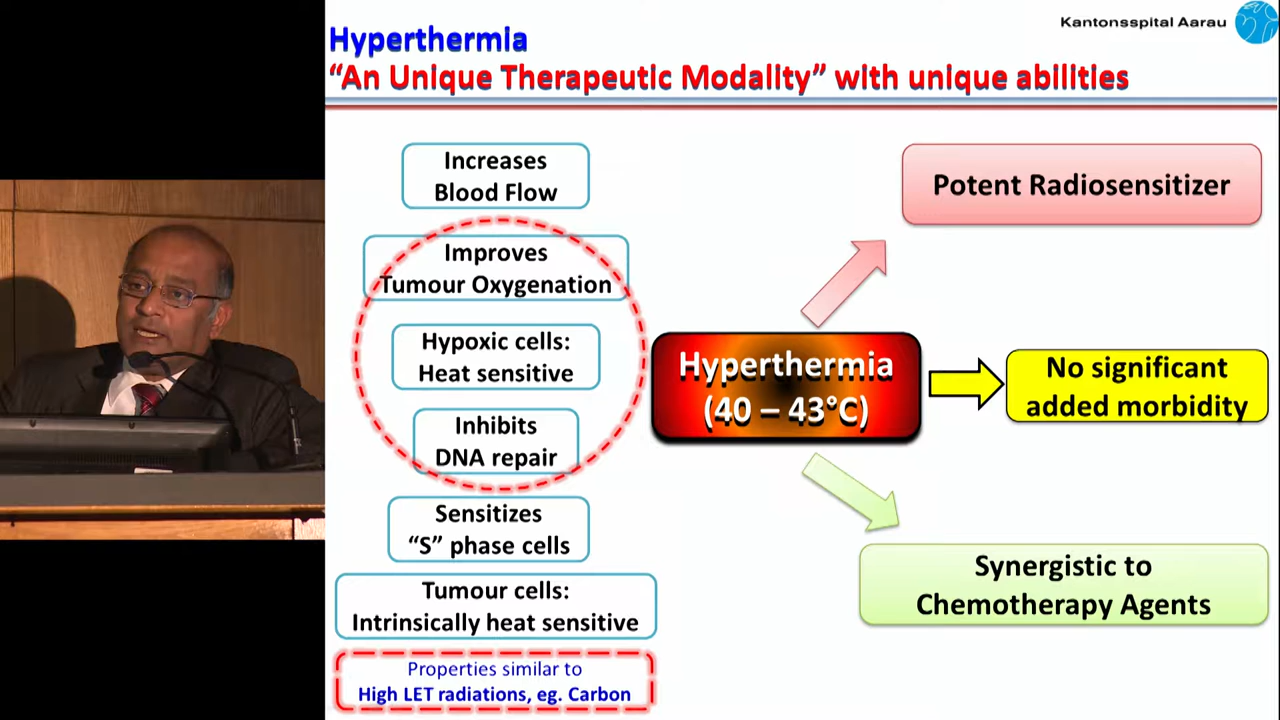 Kantonsspital Aarau
Hyperthermia
“An Unique Therapeutic Modality” with unique abilities
Increases
Blood Flow
Improves
Tumour Oxygenation
Hypoxic cells:
Heat sensitive
Inhibits
DNA repair
Sensitizes
“S” phase cells
Tumour cells:
Intrinsically heat sensitive
Properties similar to
High LET radiations, eg. Carbon
Hyperthermia
(40 – 43°C)
Potent Radiosensitizer
No significant
added morbidity
Synergistic to
Chemotherapy Agents